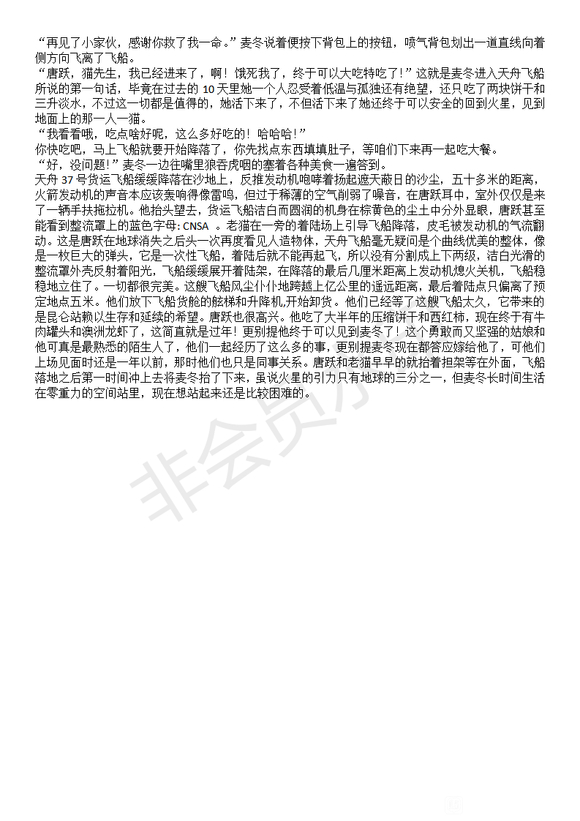 “再见了小家伙，感谢你救了我一命。”麦冬说着便按下背包上的按钮，喷气背包划出一道直线向着
侧方向飞离了飞船。
“唐跃，猫先生，我已经进来了，啊！饿死我了，终于可以大吃特吃了！”这就是麦冬进入天舟飞船
所说的第一句话，毕竟在过去的 10 天里她一个人忍受着低温与孤独还有绝望，还只吃了两块饼干和
三升淡水，不过这一切都是值得的，她活下来了，不但活下来了她还终于可以安全的回到火星，见到
地面上的那一人一猫。
“我看看哦，吃点啥好呢，这么多好吃的！哈哈哈！”
你快吃吧，马上飞船就要开始降落了，你先找点东西填填肚子，等咱们下来再一起吃大餐。
“好，没问题！”麦冬一边往嘴里狼吞虎咽的塞着各种美食一遍答到。
天舟 37 号货运飞船缓缓降落在沙地上，反推发动机咆哮着扬起遮天蔽日的沙尘，五十多米的距离，
火箭发动机的声音本应该轰响得像雷鸣，但过于稀薄的空气削弱了噪音，在唐跃耳中，室外仅仅是来
了一辆手扶拖拉机。他抬头望去，货运飞船洁白而圆润的机身在棕黄色的尘土中分外显眼，唐跃甚至
能看到整流罩上的蓝色字母: CNSA 。老猫在一旁的着陆场上引导飞船降落，皮毛被发动机的气流翻
动。这是唐跃在地球消失之后头一次再度看见人造物体，天舟飞船毫无疑问是个曲线优美的整体，像
是一枚巨大的弹头，它是一次性飞船，着陆后就不能再起飞，所以没有分割成上下两级，洁白光滑的
整流罩外壳反射着阳光，飞船缓缓展开着陆架，在降落的最后几厘米距离上发动机熄火关机，飞船稳
稳地立住了。一切都很完美。这艘飞船风尘仆仆地跨越上亿公里的遥远距离，最后着陆点只偏离了预
定地点五米。他们放下飞船货舱的舷梯和升降机,开始卸货。他们已经等了这艘飞船太久，它带来的
是昆仑站赖以生存和延续的希望。唐跃也很高兴。他吃了大半年的压缩饼干和西红柿，现在终于有牛
肉罐头和澳洲龙虾了，这简直就是过年！更别提他终于可以见到麦冬了！这个勇敢而又坚强的姑娘和
他可真是最熟悉的陌生人了，他们一起经历了这么多的事，更别提麦冬现在都答应嫁给他了，可他们
上场见面时还是一年以前，那时他们也只是同事关系。唐跃和老猫早早的就抬着担架等在外面，飞船
落地之后第一时间冲上去将麦冬抬了下来，虽说火星的引力只有地球的三分之一，但麦冬长时间生活
在零重力的空间站里，现在想站起来还是比较困难的。
非会员水